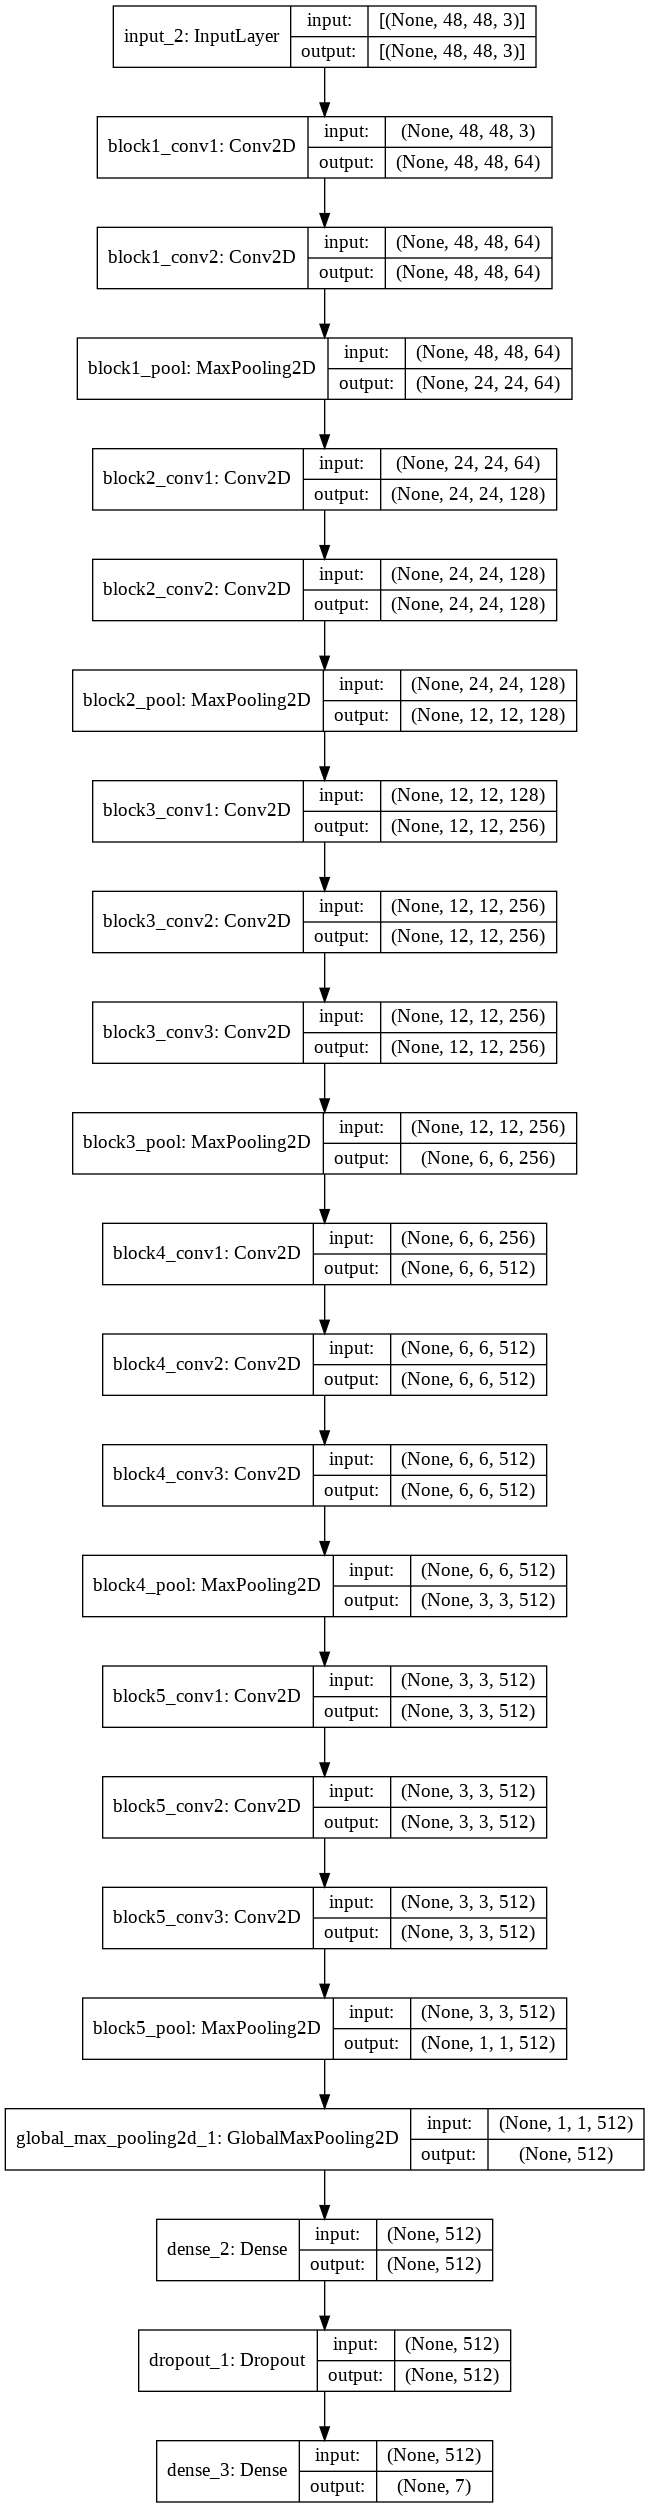 input_2: InputLayer
input: [(None, 48, 48, 3)]
output: [(None, 48, 48, 3)]
block1_conv1: Conv2D
input: (None, 48, 48, 3)
output: (None, 48, 48, 64)
block1_conv2: Conv2D
input: (None, 48, 48, 64)
output: (None, 48, 48, 64)
block1_pool: MaxPooling2D
input: (None, 48, 48, 64)
output: (None, 24, 24, 64)
block2_conv1: Conv2D
input: (None, 24, 24, 64)
output: (None, 24, 24, 128)
block2_conv2: Conv2D
input: (None, 24, 24, 128)
output: (None, 24, 24, 128)
block2_pool: MaxPooling2D
input: (None, 24, 24, 128)
output: (None, 12, 12, 128)
block3_conv1: Conv2D
input: (None, 12, 12, 128)
output: (None, 12, 12, 256)
block3_conv2: Conv2D
input: (None, 12, 12, 256)
output: (None, 12, 12, 256)
block3_conv3: Conv2D
input: (None, 12, 12, 256)
output: (None, 12, 12, 256)
block3_pool: MaxPooling2D
input: (None, 12, 12, 256)
output: (None, 6, 6, 256)
block4_conv1: Conv2D
input: (None, 6, 6, 256)
output: (None, 6, 6, 512)
block4_conv2: Conv2D
input: (None, 6, 6, 512)
output: (None, 6, 6, 512)
block4_conv3: Conv2D
input: (None, 6, 6, 512)
output: (None, 6, 6, 512)
block4_pool: MaxPooling2D
input: (None, 6, 6, 512)
output: (None, 3, 3, 512)
block5_conv1: Conv2D
input: (None, 3, 3, 512)
output: (None, 3, 3, 512)
block5_conv2: Conv2D
input: (None, 3, 3, 512)
output: (None, 3, 3, 512)
block5_conv3: Conv2D
input: (None, 3, 3, 512)
output: (None, 3, 3, 512)
block5_pool: MaxPooling2D
input: (None, 3, 3, 512)
output: (None, 1, 1, 512)
global_max_pooling2d_1: GlobalMaxPooling2D
input: (None, 1, 1, 512)
output: (None, 512)
dense_2: Dense
input: (None, 512)
output: (None, 512)
dropout_1: Dropout
input: (None, 512)
output: (None, 512)
dense_3: Dense
input: (None, 512)
output: (None, 7)